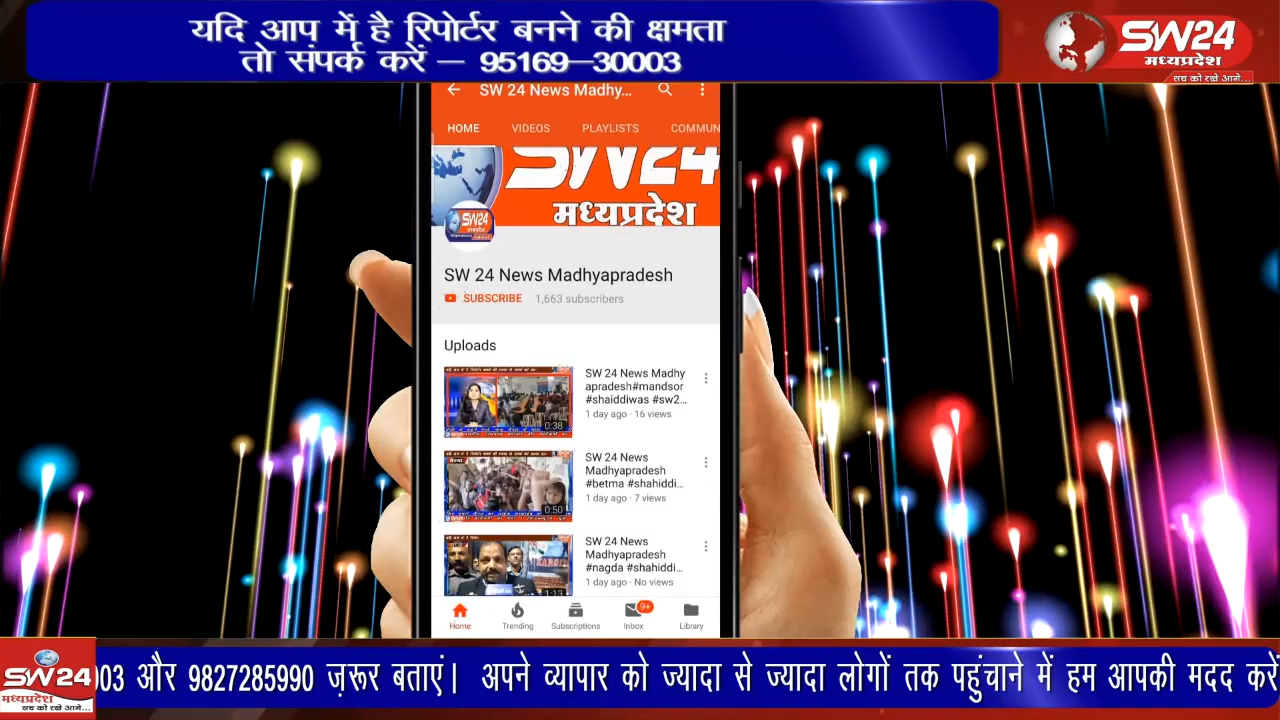 यदि आप में है रिपोर्टर बनने की क्षमता
तो संपर्क करें – 95169–30003
SW24
मध्यप्रदेश
सच को रखे आगे...
SW 24 News Madhy...
HOME VIDEOS PLAYLISTS COMMUN
SW24
मध्यप्रदेश
SW24
SW 24 News Madhyapradesh
SUBSCRIBE 1,663 subscribers
Uploads
SW 24 News Madhy
apradesh#mandsor
#shaiddiwas #sw2...
1 day ago · 16 views
0:38
SW 24 News
Madhyapradesh
#betma #shahiddi...
1 day ago · 7 views
0:50
SW 24 News
Madhyapradesh
#nagda #shahiddi...
1 day ago · No views
1:13
9+
Home Trending Subscriptions Inbox Library
SW24
मध्यप्रदेश
सच को रखे आगे...
003 और 9827285990 ज़रूर बताएं| अपने व्यापार को ज्यादा से ज्यादा लोगों तक पहुंचाने में हम आपकी मदद करें